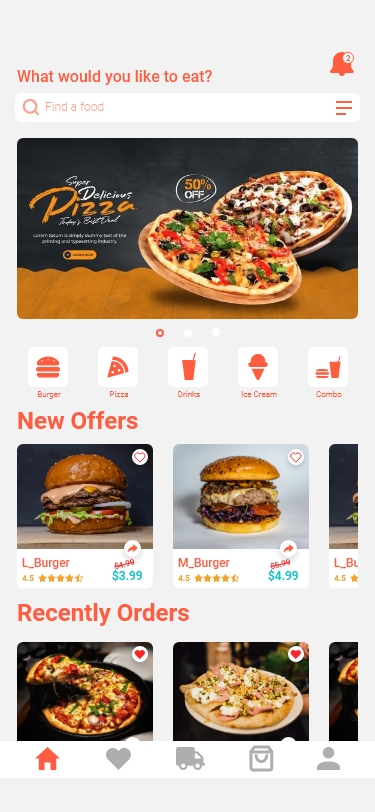 2
What would you like to eat?
Find a food
Super
Delicious
Pizza
Today's Best Deal
Lorem Ipsum is simply dummy text of the
printing and typesetting industry.
ORDER NOW
50%
OFF
Burger
Pizza
Drinks
Ice Cream
Combo
New Offers
L_Burger
4.5
$4.99
$3.99
M_Burger
4.5
$5.99
$4.99
L_Bu
4.5
Recently Orders